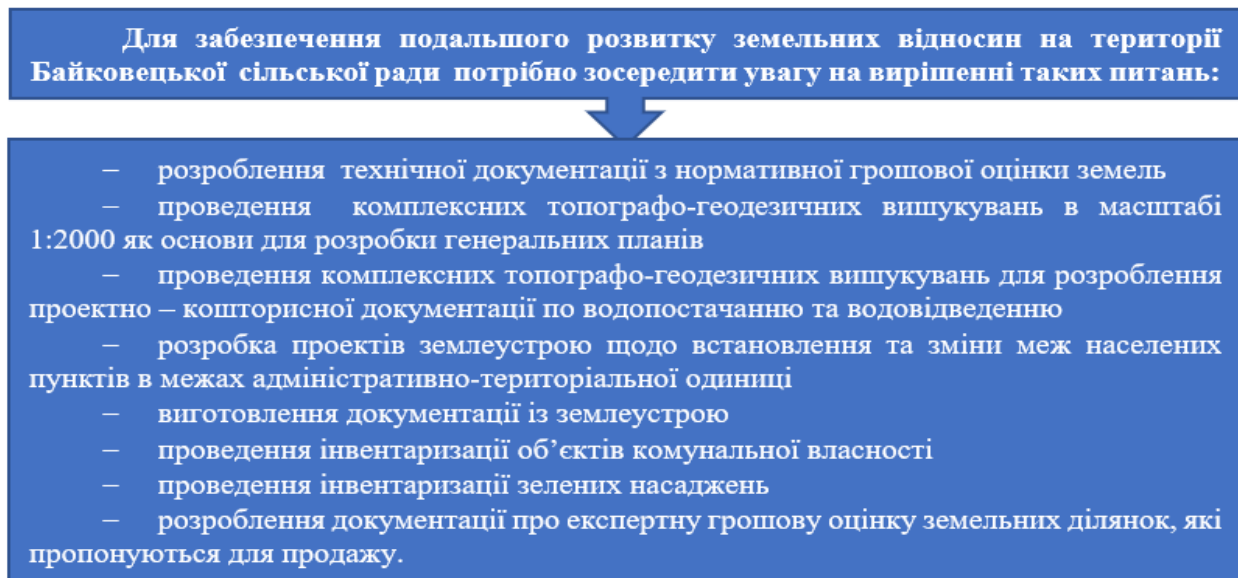 Для забезпечення подальшого розвитку земельних відносин на території
Байковецької сільської ради потрібно зосередити увагу на вирішенні таких питань:
– розроблення технічної документації з нормативної грошової оцінки земель
– проведення комплексних топографо-геодезичних вишукувань в масштабі
1:2000 як основи для розробки генеральних планів
– проведення комплексних топографо-геодезичних вишукувань для розроблення
проектно – кошторисної документації по водопостачанню та водовідведенню
– розробка проектів землеустрою щодо встановлення та зміни меж населених
пунктів в межах адміністративно-територіальної одиниці
– виготовлення документації із землеустрою
– проведення інвентаризації об’єктів комунальної власності
– проведення інвентаризації зелених насаджень
– розроблення документації про експертну грошову оцінку земельних ділянок, які
пропонуються для продажу.